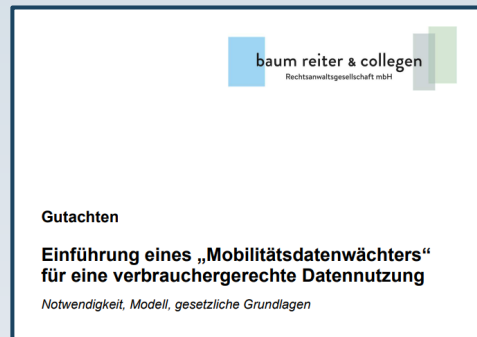 baum reiter & collegen
Rechtsanwaltsgesellschaft mbH
Gutachten
Einführung eines „Mobilitätsdatenwächters“
für eine verbrauchergerechte Datennutzung
Notwendigkeit, Modell, gesetzliche Grundlagen